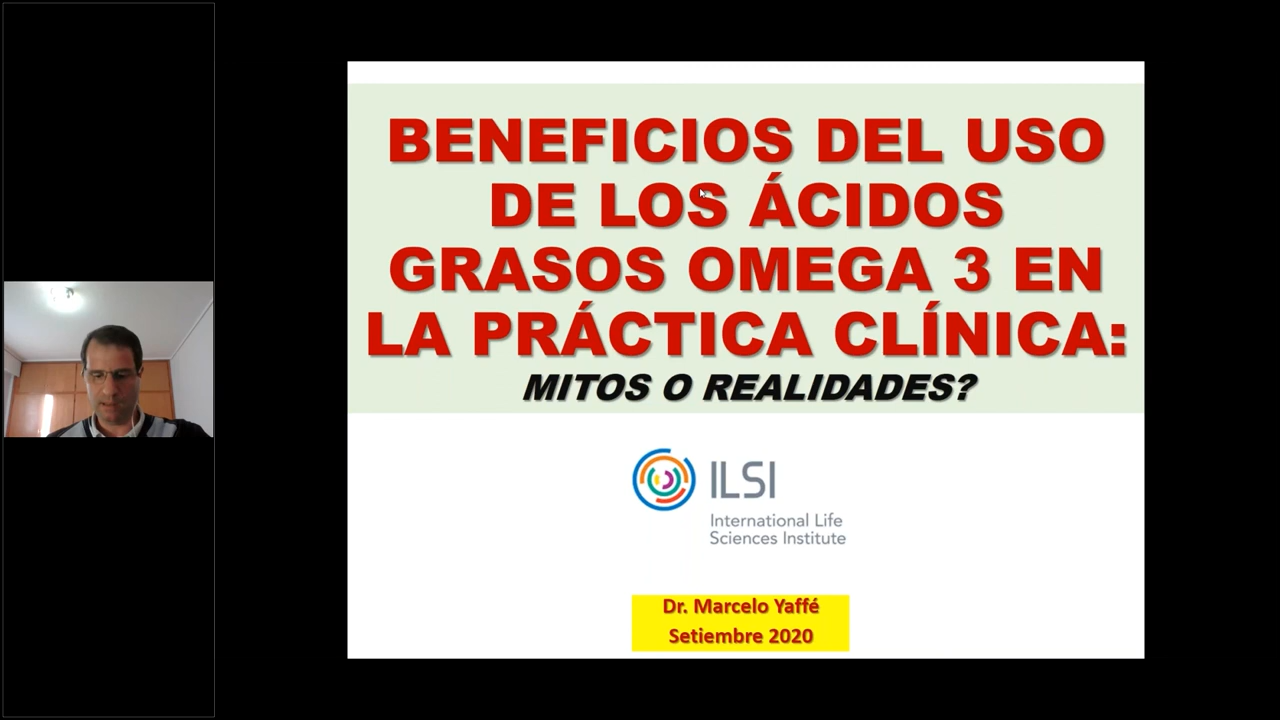 BENEFICIOS DEL USO
DE LOS ÁCIDOS
GRASOS OMEGA 3 EN
LA PRÁCTICA CLÍNICA:
MITOS O REALIDADES?
ILSI
International Life
Sciences Institute
Dr. Marcelo Yaffé
Setiembre 2020